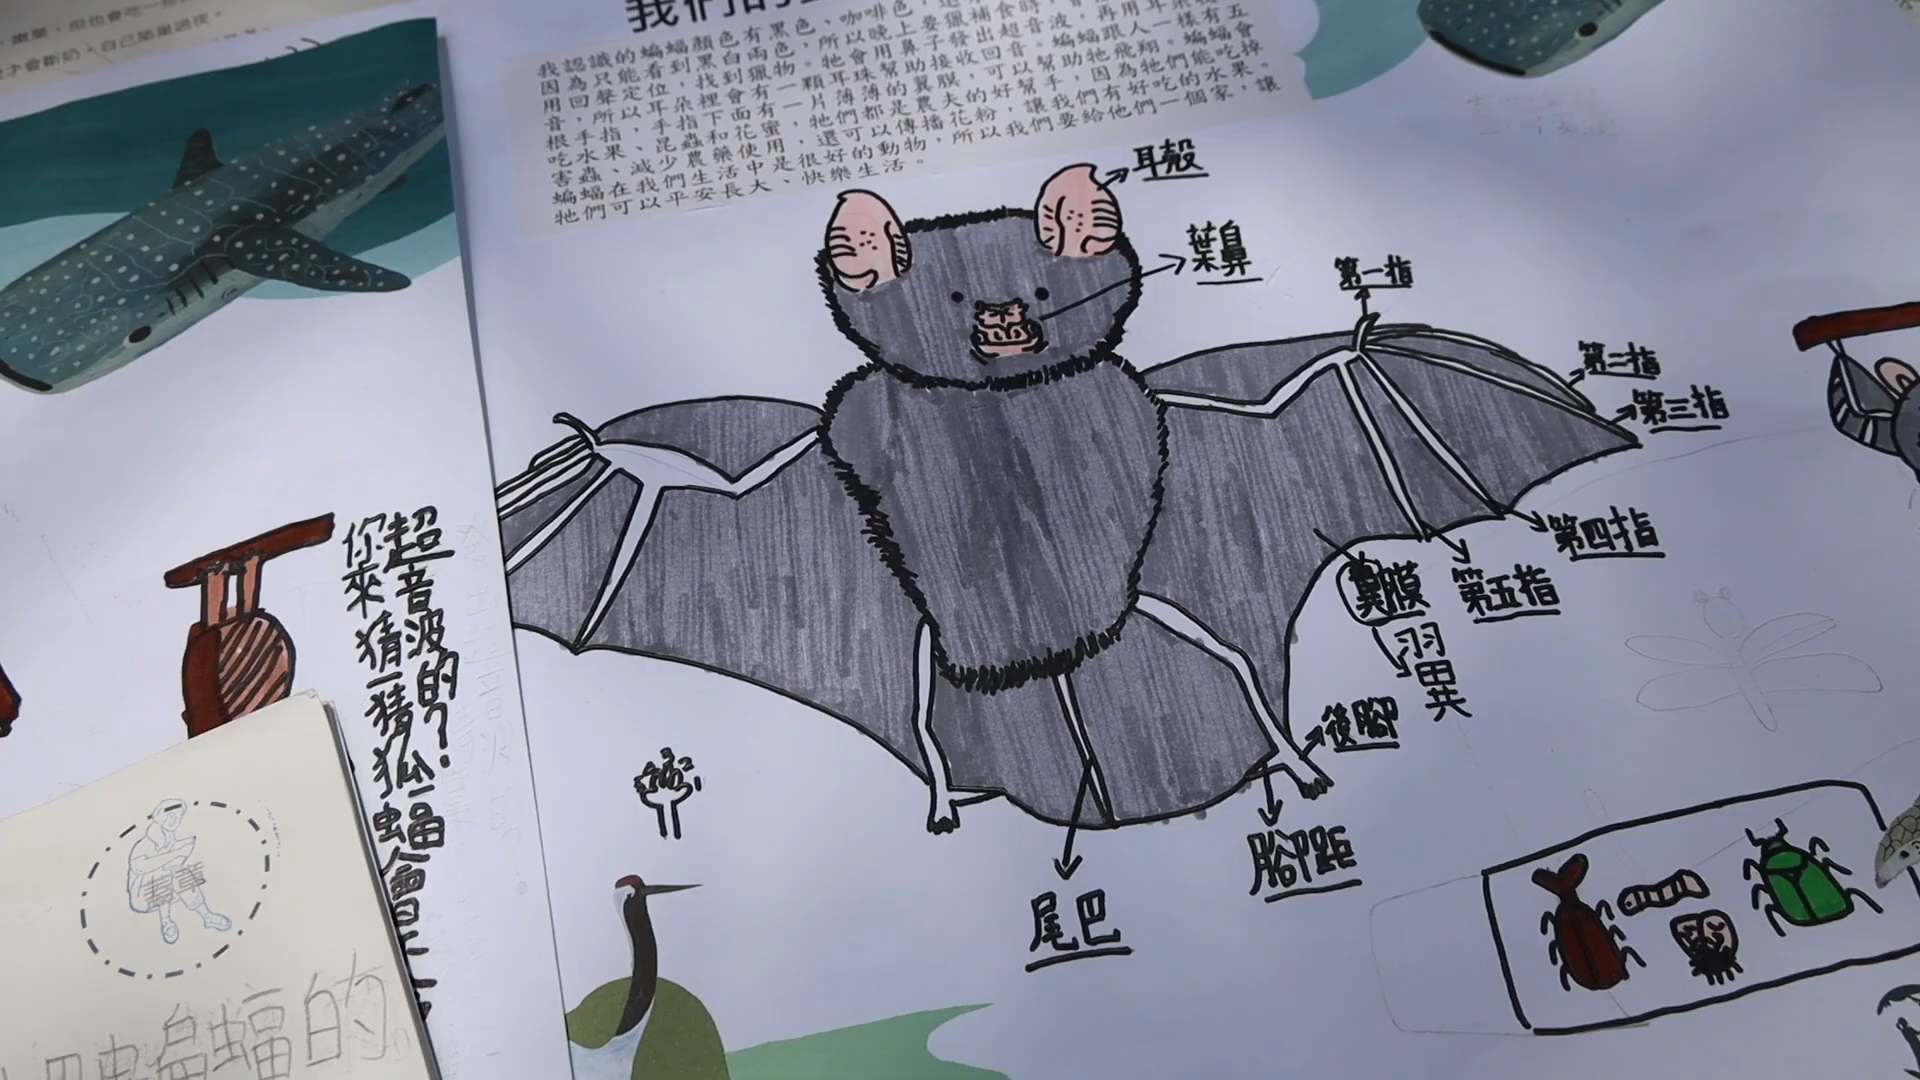 我們的
我認識的蝙蝠顏色有黑色、咖啡色,
因為只能看到黑白兩色,所以晚上要獵補食時,
用回聲定位,找到獵物。牠會用鼻子發出超音波,再用耳朵
音,所以耳朵裡會有一顆耳珠幫助接收回音。蝙蝠跟人一樣有五
根手指,手指下面有一片薄薄的翼膜,可以幫助牠飛翔。蝙蝠會
吃水果、昆蟲和花蜜,牠們都是農夫的好幫手,因為牠們能吃掉
害蟲、減少農藥使用,還可以傳播花粉,讓我們有好吃的水果。
蝙蝠在我們生活中是很好的動物,所以我們要給他們一個家,讓
牠們可以平安長大、快樂生活。
耳殼
葉鼻
第一指
第二指
第三指
第四指
第五指
翼膜
翼
後腳
腳距
尾巴
超音波的?
你來猜一猜狐蝠會
蝙蝠的
才會斷奶,自己築巢過夜。